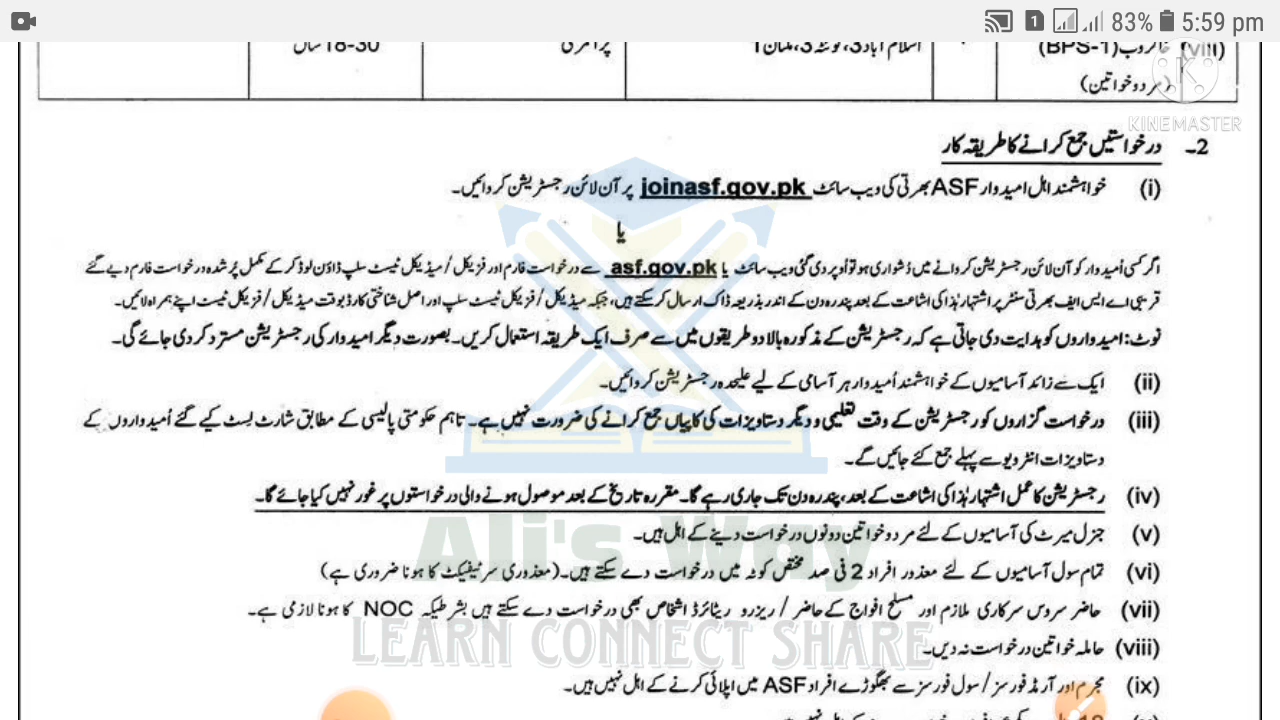 83% 5:59 pm
(viii) خاکروب (BPS-1) اسلام آباد 3، کوئٹہ 3، ملتان 1 پرائمری 18-30 سال
(مرد و خواتین)
KINEMASTER
2۔ درخواستیں جمع کرانے کا طریقہ کار
(i) خواہشمند اہل امیدوار ASF بھرتی کی ویب سائٹ joinasf.gov.pk پر آن لائن رجسٹریشن کروائیں۔
یا
اگر کسی اُمیدوار کو آن لائن رجسٹریشن کروانے میں دُشواری ہو تو اُوپر دی گئی ویب سائٹ یا asf.gov.pk سے درخواست فارم اور فزیکل/میڈیکل ٹیسٹ سلپ ڈاؤن لوڈ کر کے مکمل پُر شدہ درخواست فارم دیے گئے
قریبی اے ایس ایف بھرتی سنٹر پر اشتہار ہٰذا کی اشاعت کے بعد پندرہ دن کے اندر بذریعہ ڈاک ارسال کر سکتے ہیں، جبکہ میڈیکل/فزیکل ٹیسٹ سلپ اور اصل شناختی کارڈ بوقت میڈیکل/فزیکل ٹیسٹ اپنے ہمراہ لائیں۔
نوٹ: امیدواروں کو ہدایت دی جاتی ہے کہ رجسٹریشن کے مذکورہ بالا دو طریقوں میں سے صرف ایک طریقہ استعمال کریں۔ بصورت دیگر امیدوار کی رجسٹریشن مسترد کر دی جائے گی۔
(ii) ایک سے زائد آسامیوں کے خواہشمند اُمیدوار ہر آسامی کے لیے علیحدہ رجسٹریشن کروائیں۔
(iii) درخواست گزاروں کو رجسٹریشن کے وقت تعلیمی و دیگر دستاویزات کی کاپیاں جمع کرانے کی ضرورت نہیں ہے۔ تاہم حکومتی پالیسی کے مطابق شارٹ لسٹ کیے گئے اُمیدواروں کے
دستاویزات انٹرویو سے پہلے جمع کئے جائیں گے۔
(iv) رجسٹریشن کا عمل اشتہار ہٰذا کی اشاعت کے بعد، پندرہ دن تک جاری رہے گا۔ مقررہ تاریخ کے بعد موصول ہونے والی درخواستوں پر غور نہیں کیا جائے گا۔
(v) جنرل میرٹ کی آسامیوں کے لئے مرد و خواتین دونوں درخواست دینے کے اہل ہیں۔
Ali's Way
(vi) تمام سول آسامیوں کے لئے معذور افراد 2 فی صد مختص کوٹہ میں درخواست دے سکتے ہیں۔ (معذوری سرٹیفیکٹ کا ہونا ضروری ہے)
(vii) حاضر سروس سرکاری ملازم اور مسلح افواج کے حاضر / ریزرو ریٹائرڈ اشخاص بھی درخواست دے سکتے ہیں بشرطیکہ NOC کا ہونا لازمی ہے۔
LEARN CONNECT SHARE
(viii) حاملہ خواتین درخواست نہ دیں۔
(ix) مجرم اور آرمڈ فورسز/سول فورسز سے بھگوڑے افراد ASF میں اپلائی کرنے کے اہل نہیں ہیں۔